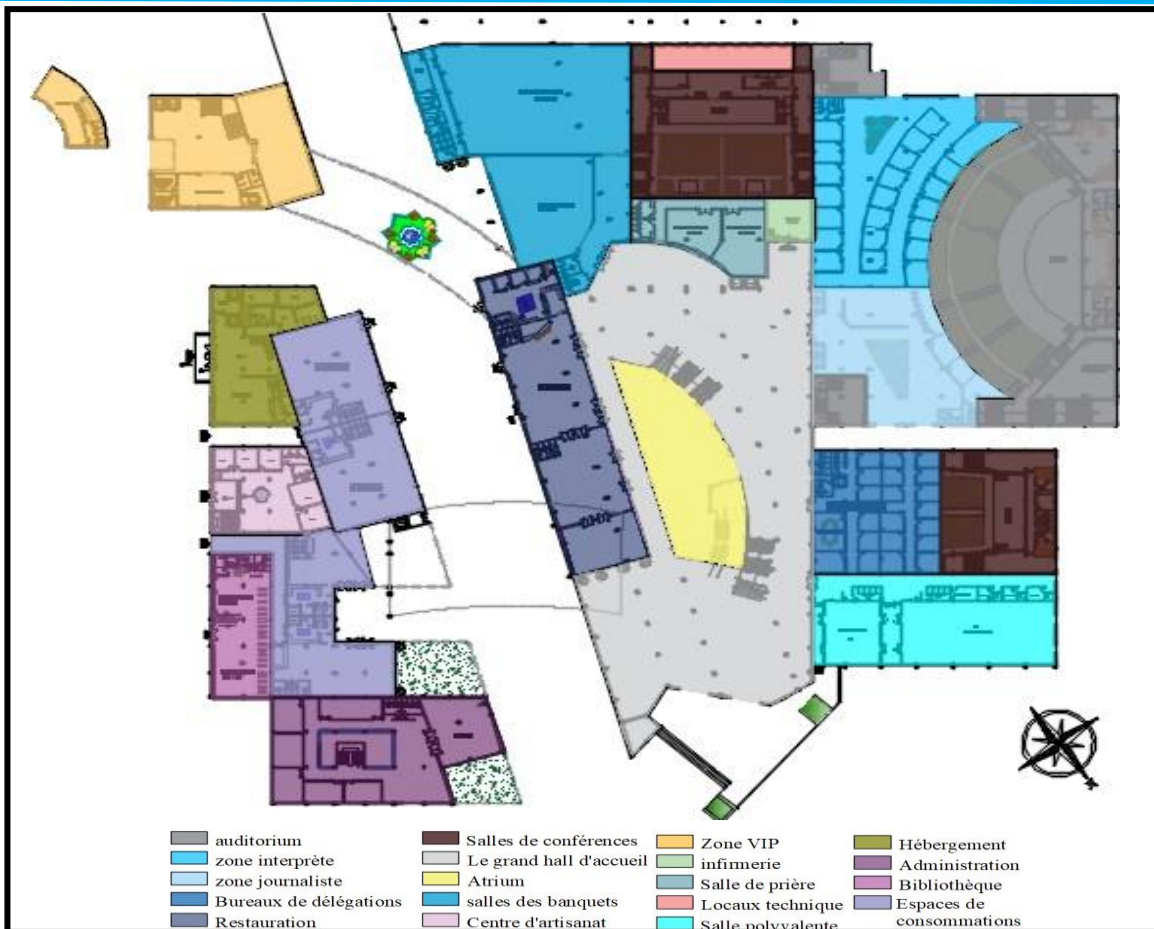 auditorium
zone interprète
zone journaliste
Bureaux de délégations
Restauration
Salles de conférences
Le grand hall d'accueil
Atrium
salles des banquets
Centre d'artisanat
Zone VIP
infirmerie
Salle de prière
Locaux technique
Salle polyvalente
Hébergement
Administration
Bibliothèque
Espaces de
consommations